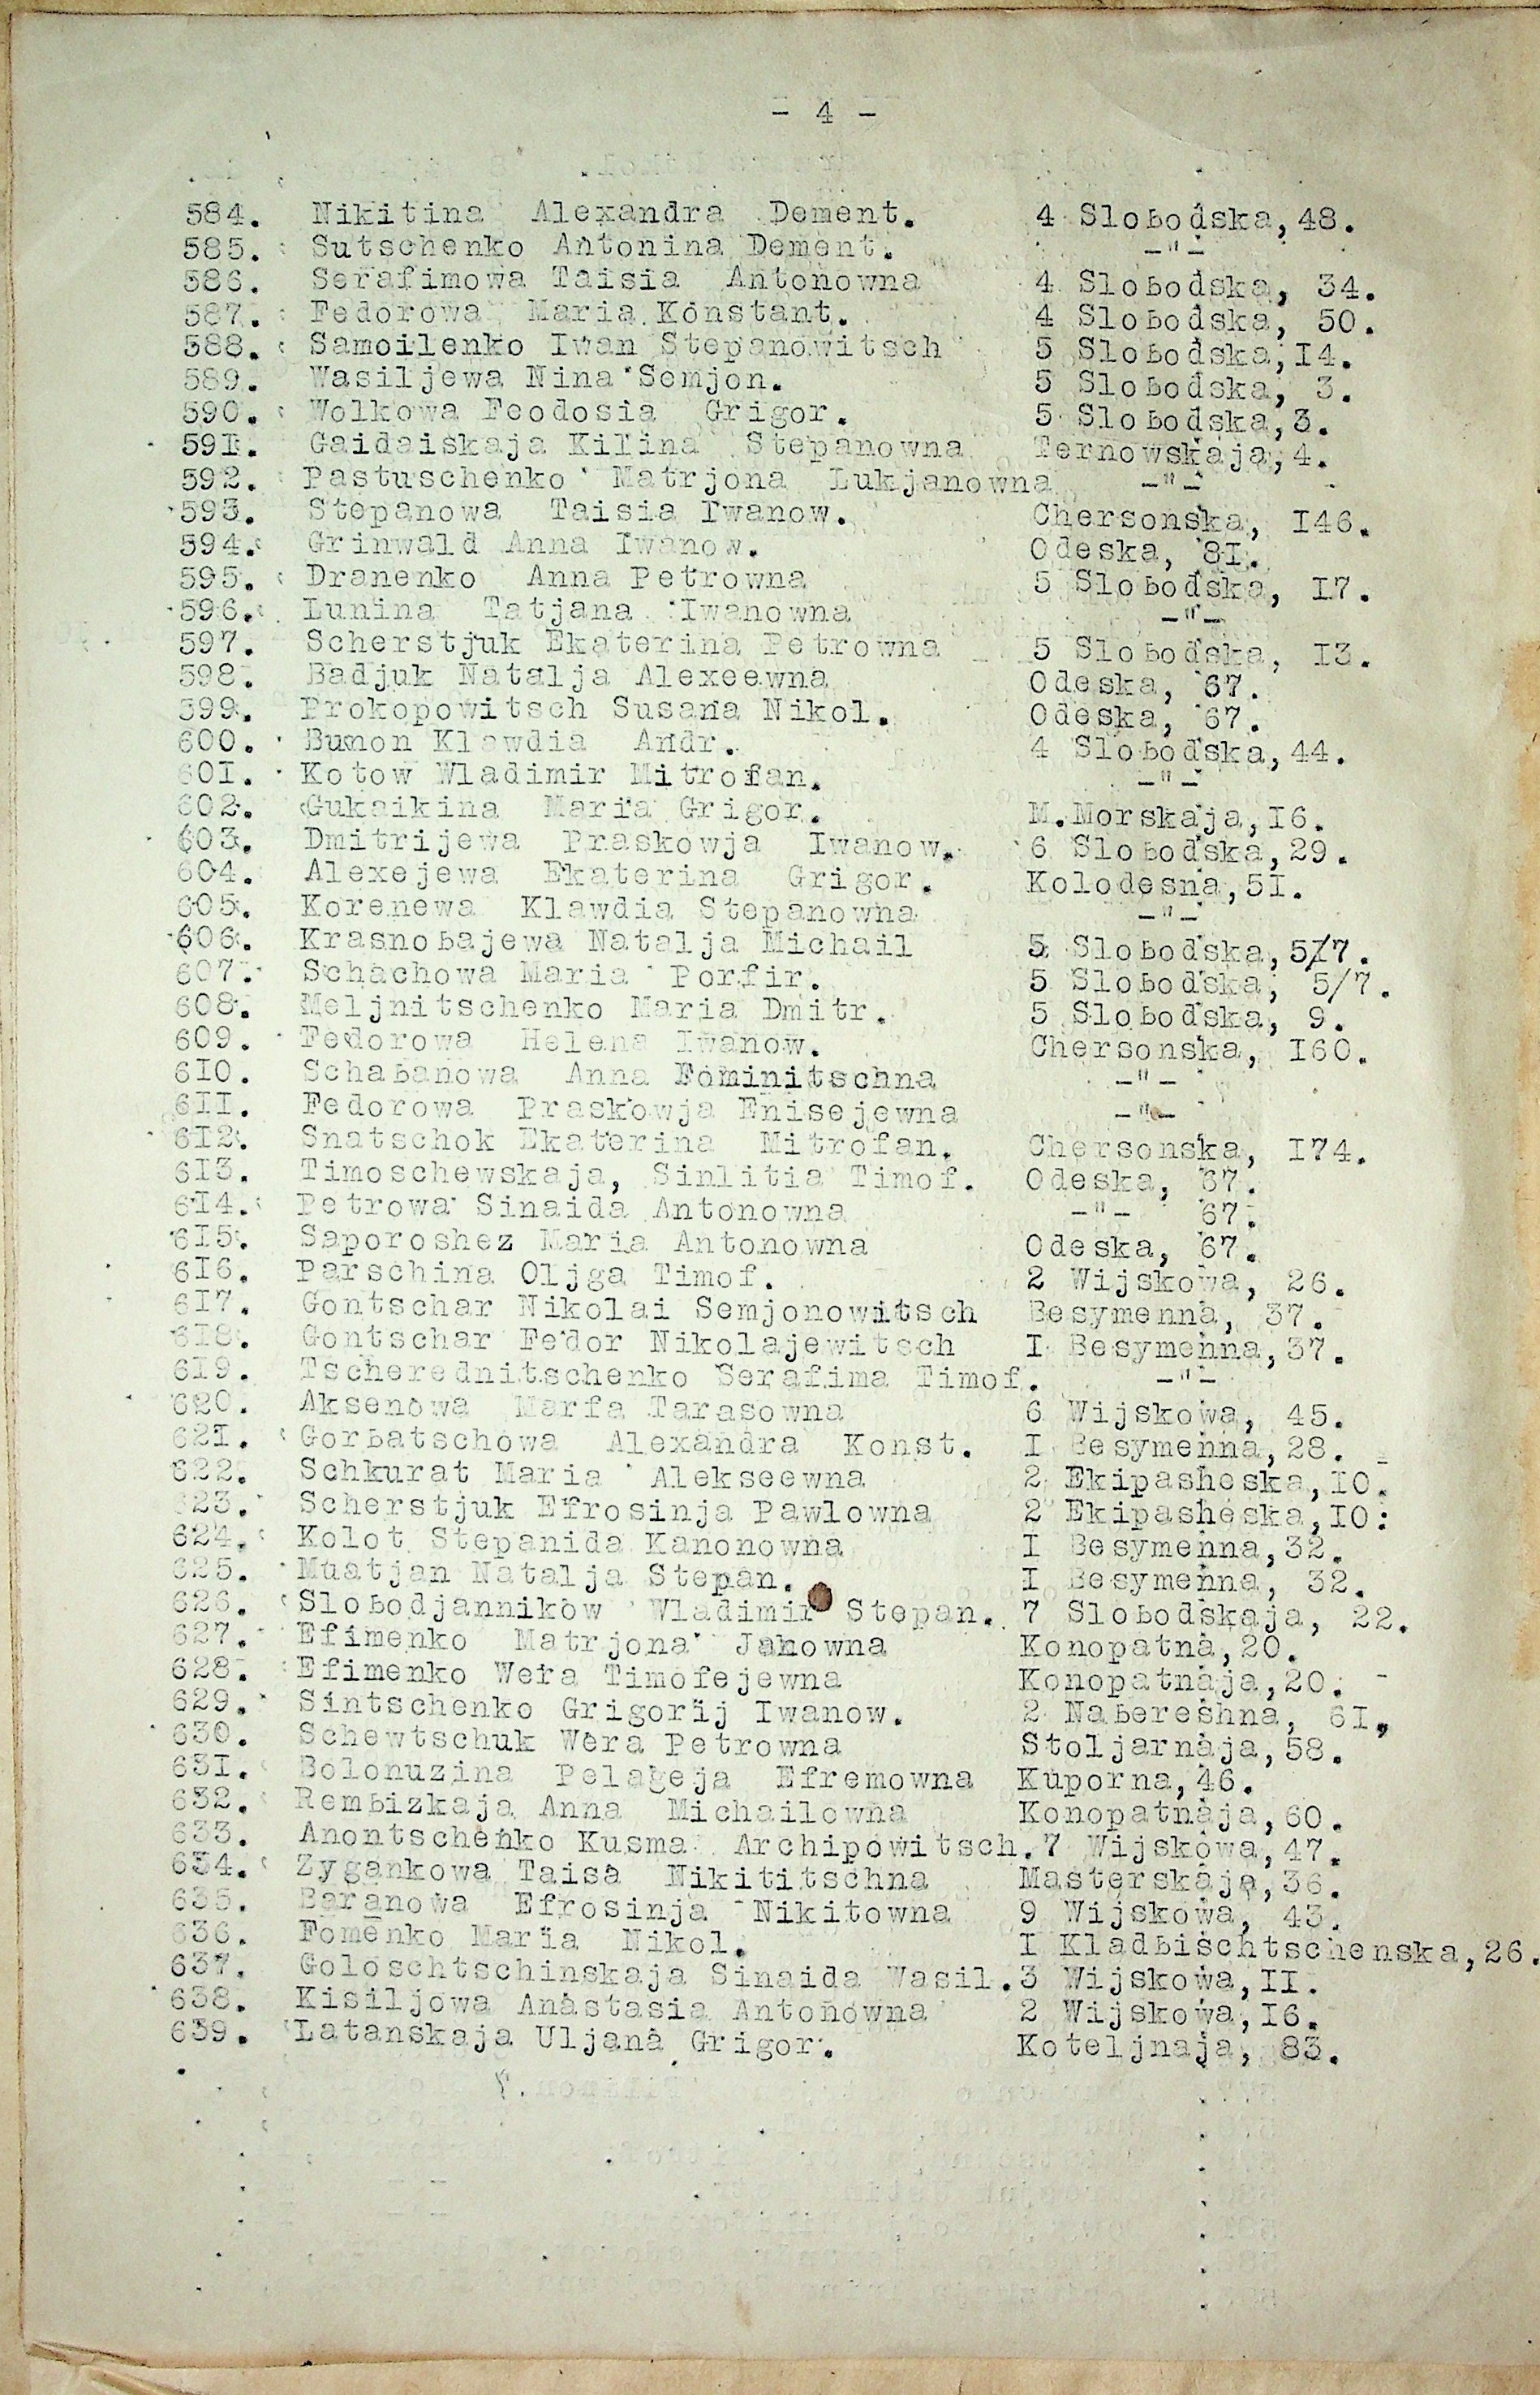 - 4 -
584. Nikitina Alexandra Dement. 4 Slobodska,48.
585. Sutschenko Antonina Dement. -"-
586. Serafimowa Taisia Antonowna 4 Slobodska, 34.
587. Fedorowa Maria Konstant. 4 Slobodska, 50.
588. Samoilenko Iwan Stepanowitsch 5 Slobodska,I4.
589. Wasiljewa Nina Semjon. 5 Slobodska, 3.
590. Wolkowa Feodosia Grigor. 5 Slobodska,3.
59I. Gaidaiskaja Kilina Stepanowna Ternowskaja,4.
592. Pastuschenko Matrjona Lukjanowna -"-
593. Stepanowa Taisia Iwanow. Chersonska, I46.
594. Grinwald Anna Iwanow. Odeska, 8I.
595. Dranenko Anna Petrowna 5 Slobodska, I7.
596. Lunina Tatjana Iwanowna -"-
597. Scherstjuk Ekaterina Petrowna 5 Slobodska, I3.
598. Badjuk Natalja Alexeewna Odeska, 67.
599. Prokopowitsch Susana Nikol. Odeska, 67.
600. Bumon Klawdia Andr. 4 Slobodska,44.
60I. Kotow Wladimir Mitrofan. -"-
602. Gukaikina Maria Grigor. M.Morskaja,I6.
603. Dmitrijewa Praskowja Iwanow. 6 Slobodska,29.
604. Alexejewa Ekaterina Grigor. Kolodesna,5I.
605. Korenewa Klawdia Stepanowna -"-
606. Krasnobajewa Natalja Michail 5 Slobodska,5/7.
607. Schachowa Maria Porfir. 5 Slobodska, 5/7.
608. Meljnitschenko Maria Dmitr. 5 Slobodska, 9.
609. Fedorowa Helena Iwanow. Chersonska, I60.
6I0. Schabanowa Anna Fominitschna -"-
6II. Fedorowa Praskowja Enisejewna -"-
6I2. Snatschok Ekaterina Mitrofan. Chersonska, I74.
6I3. Timoschewskaja, Sinlitia Timof. Odeska, 67.
6I4. Petrowa Sinaida Antonowna -"- 67.
6I5. Saporoshez Maria Antonowna Odeska, 67.
6I6. Parschina Oljga Timof. 2 Wijskowa, 26.
6I7. Gontschar Nikolai Semjonowitsch Besymenna, 37.
6I8. Gontschar Fedor Nikolajewitsch I Besymenna,37.
6I9. Tscherednitschenko Serafima Timof. -"-
620. Aksenowa Marfa Tarasowna 6 Wijskowa, 45.
62I. Gorbatschowa Alexandra Konst. I Besymenna,28.
622. Schkurat Maria Alekseewna 2 Ekipasheska,I0.
623. Scherstjuk Efrosinja Pawlowna 2 Ekipasheska,I0.
624. Kolot Stepanida Kanonowna I Besymenna,32.
625. Muatjan Natalja Stepan. I Besymenna, 32.
626. Slobodjannikow Wladimir Stepan. 7 Slobodskaja, 22.
627. Efimenko Matrjona Janowna Konopatna,20.
628. Efimenko Wera Timofejewna Konopatnaja,20.
629. Sintschenko Grigorij Iwanow. 2 Nabereshna, 6I,
630. Schewtschuk Wera Petrowna Stoljarnaja,58.
63I. Bolonuzina Pelageja Efremowna Kuporna,46.
632. Rembizkaja Anna Michailowna Konopatnaja,60.
633. Anontschenko Kusma Archipowitsch. 7 Wijskowa,47.
634. Zygankowa Taisa Nikititschna Masterskaja,36.
635. Baranowa Efrosinja Nikitowna 9 Wijskowa, 43.
636. Fomenko Maria Nikol. I Kladbischtschenska,26.
637. Goloschtschinskaja Sinaida Wasil. 3 Wijskowa,II.
638. Kisiljowa Anastasia Antonowna 2 Wijskowa,I6.
639. Latanskaja Uljana Grigor. Koteljnaja, 83.